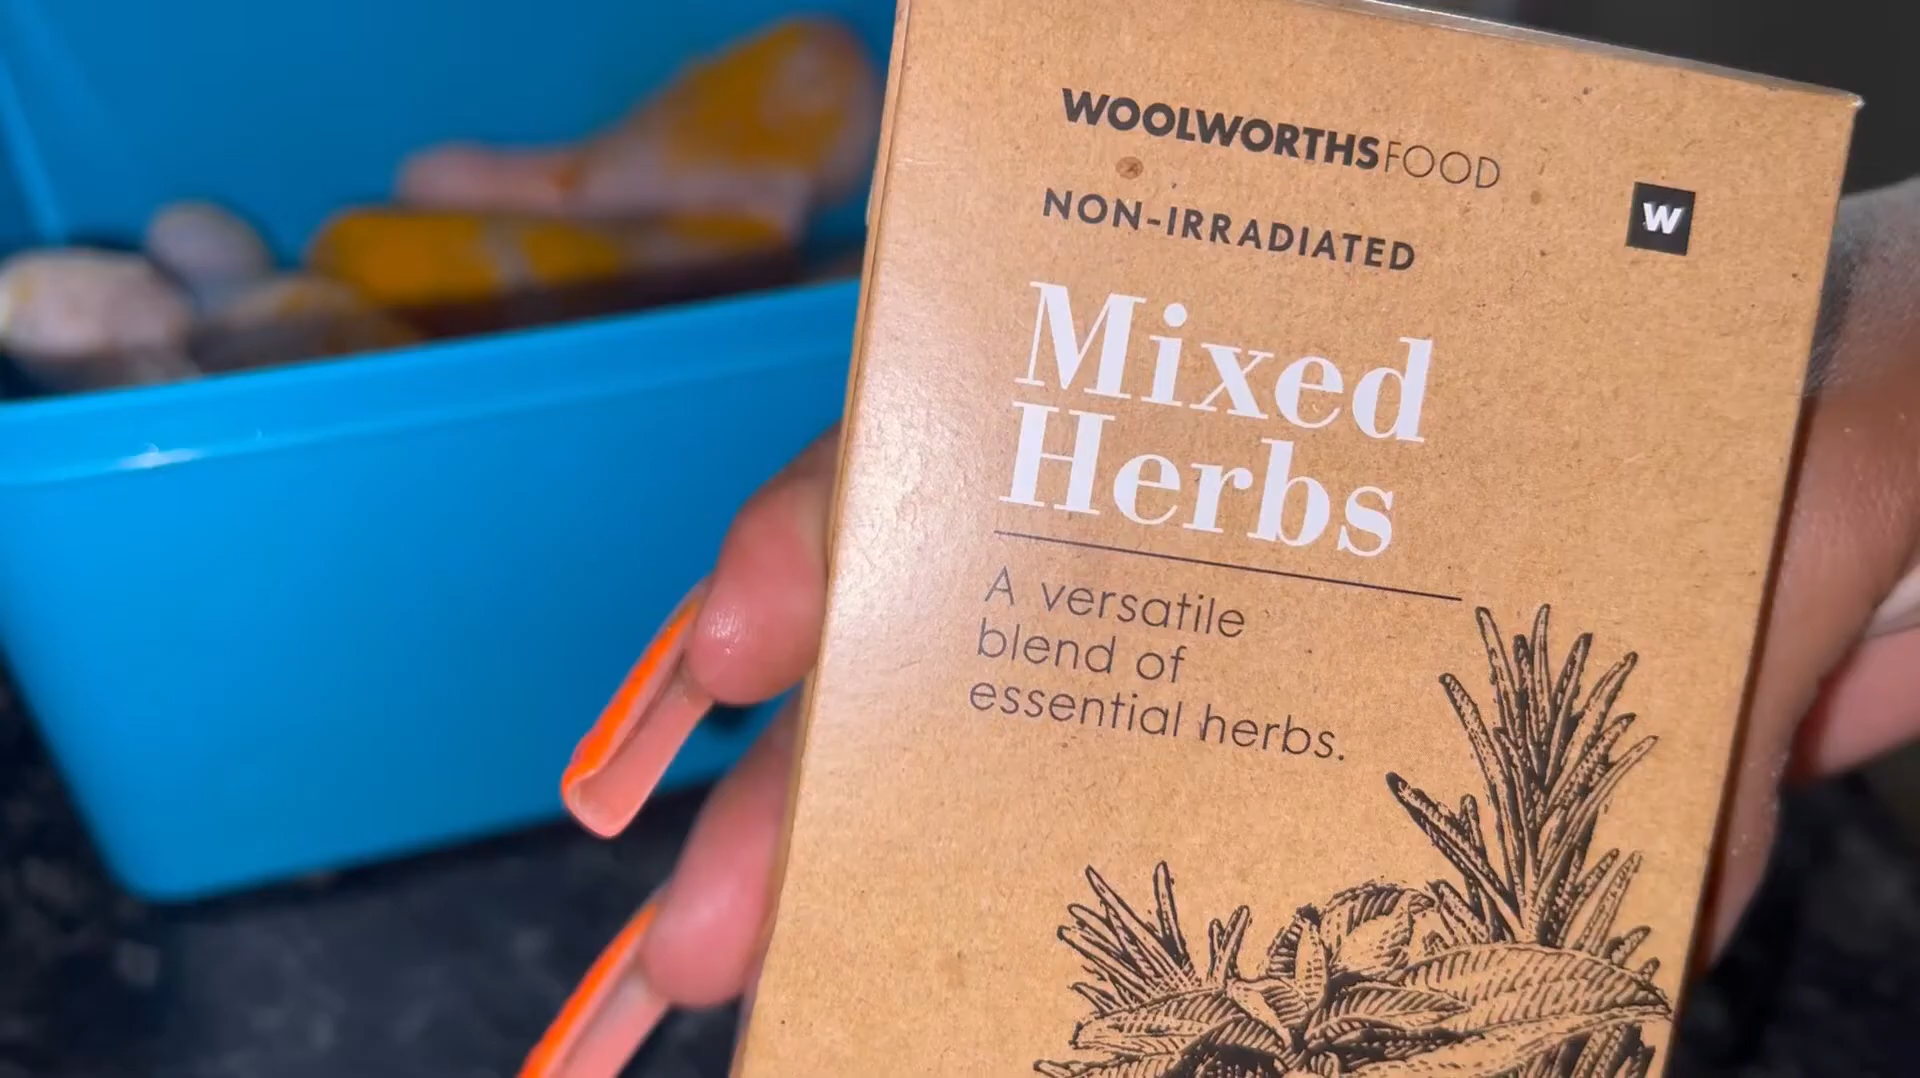 WOOLWORTHSFOOD
W
NON-IRRADIATED
Mixed
Herbs
A versatile
blend of
essential herbs.